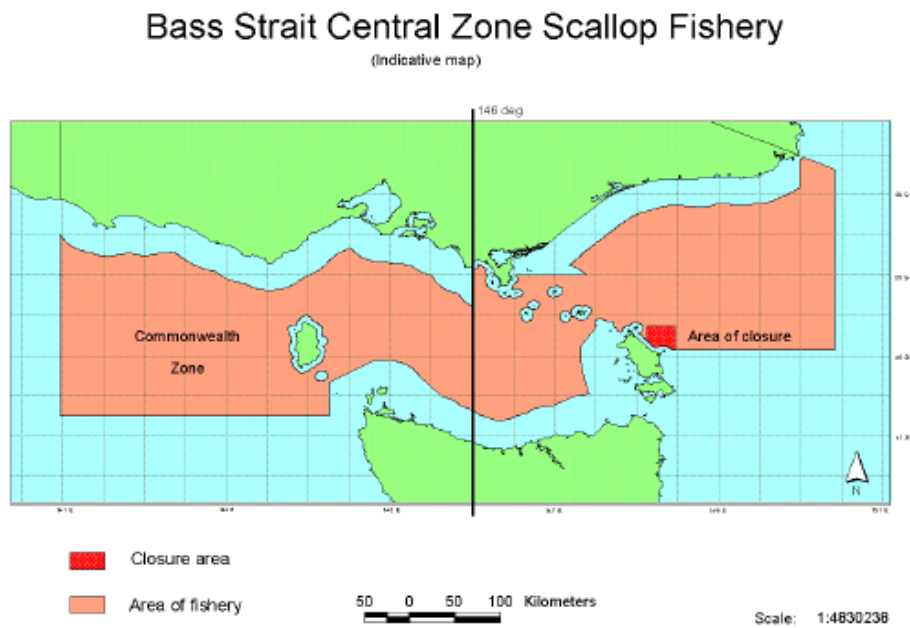 Bass Strait Central Zone Scallop Fishery
(Indicative map)
146 deg
Commonwealth
Zone
Area of closure
N
Closure area
Area of fishery
50 0 50 100 Kilometers
Scale: 1:4830238